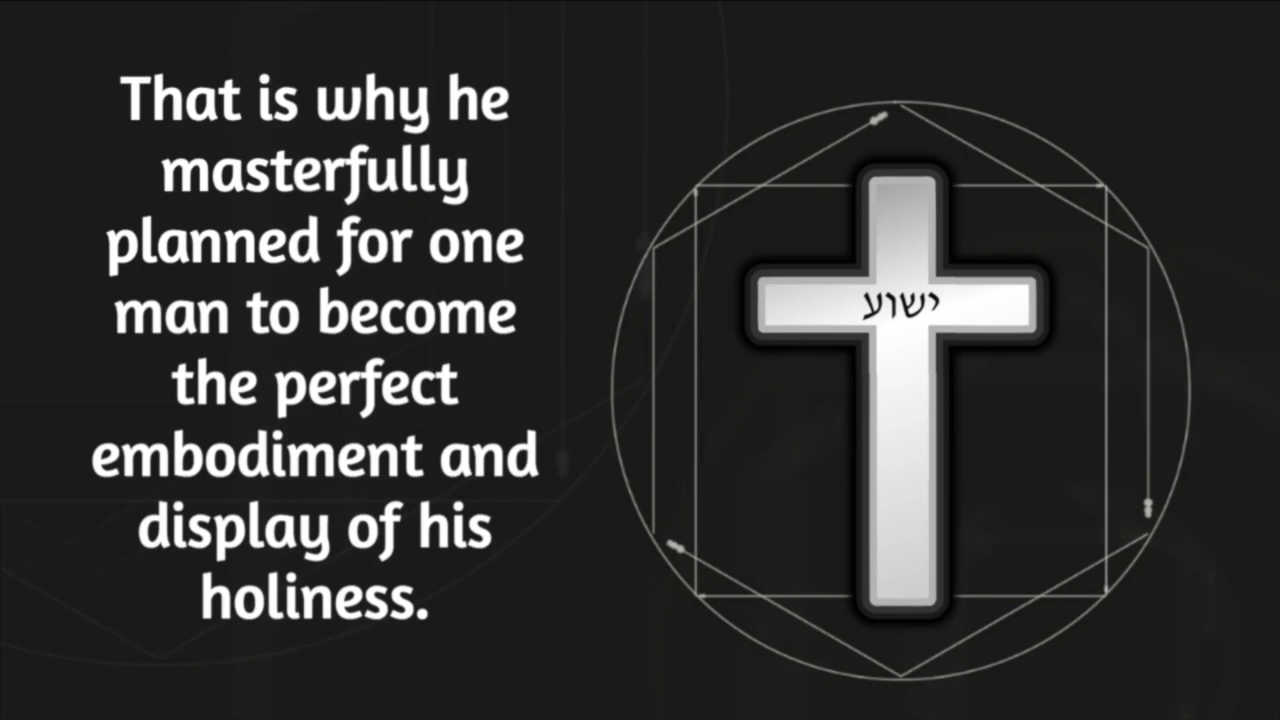 That is why he
masterfully
planned for one
man to become
the perfect
embodiment and
display of his
holiness.
ישוע